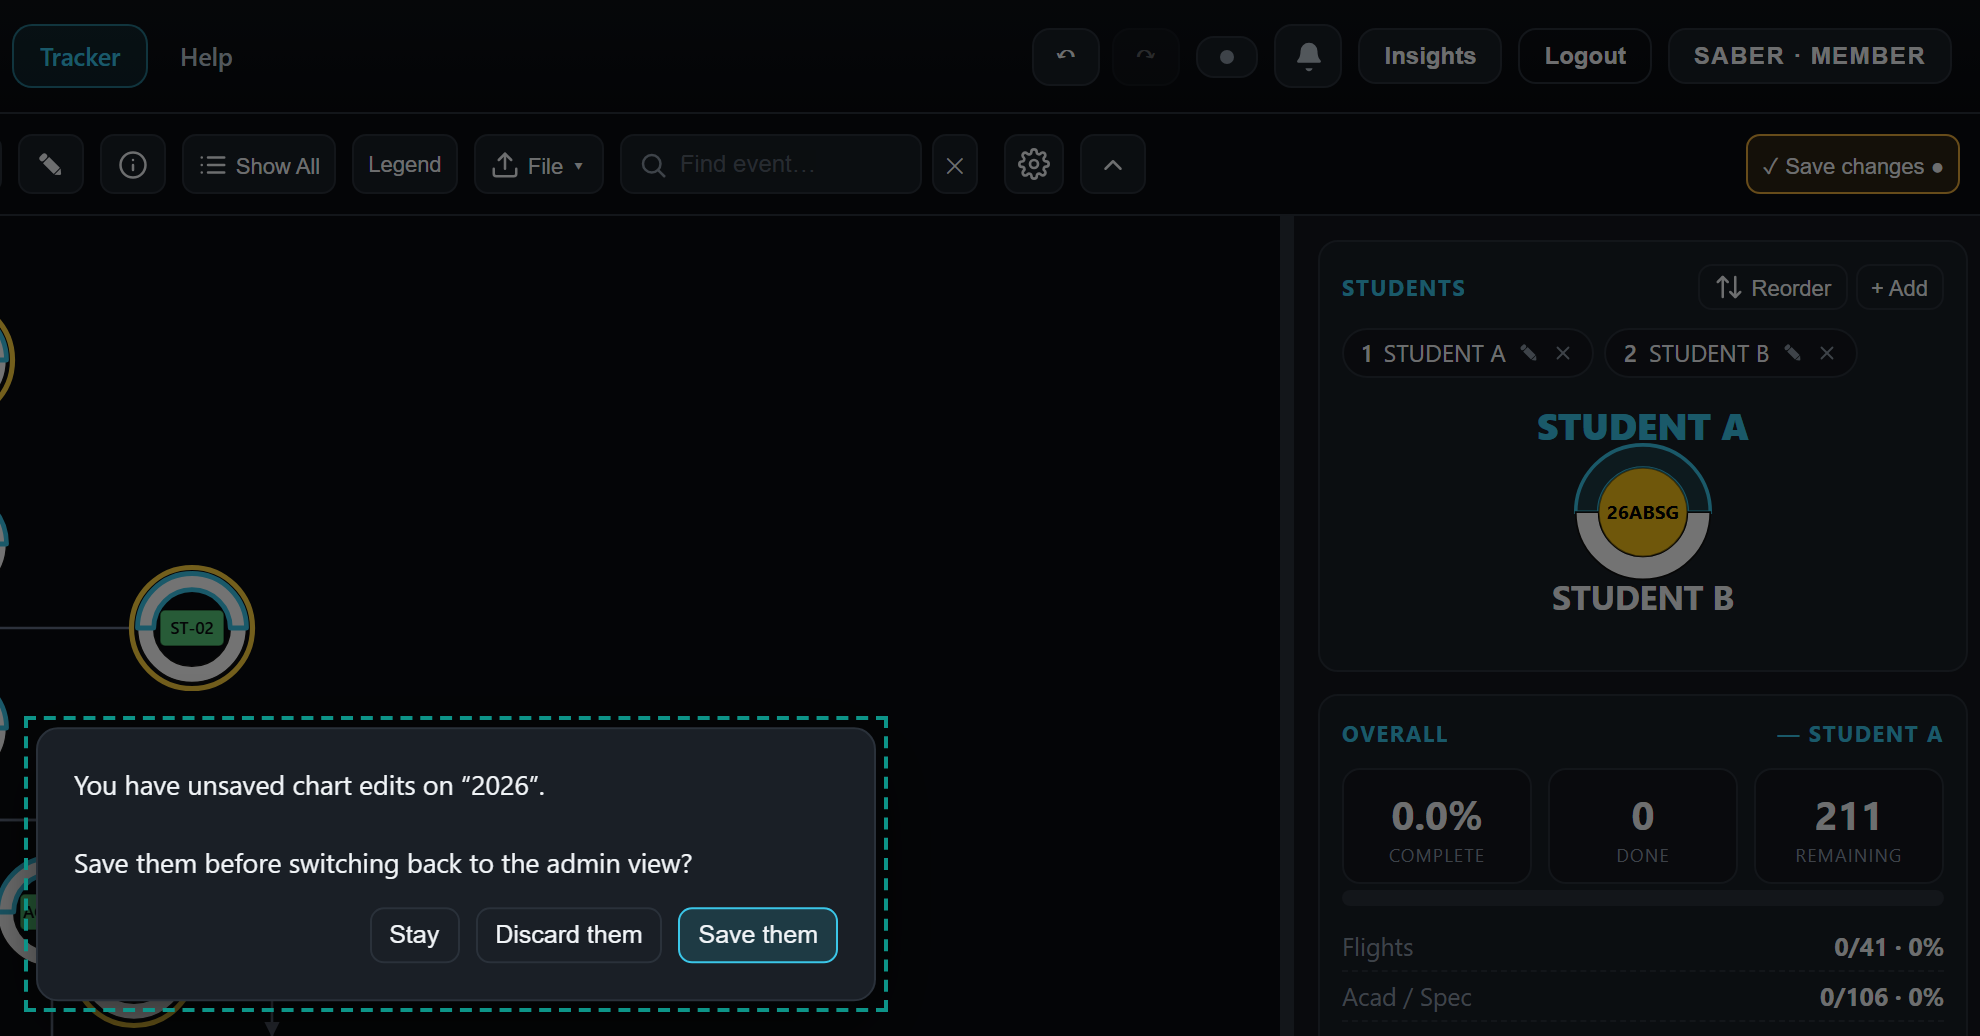 Tracker
Help
Insights
Logout
SABER · MEMBER
Show All
Legend
File ▾
Find event...
✓ Save changes ●
STUDENTS
Reorder
+ Add
1 STUDENT A
2 STUDENT B
STUDENT A
26ABSG
STUDENT B
ST-02
You have unsaved chart edits on “2026”.
Save them before switching back to the admin view?
Stay
Discard them
Save them
OVERALL
— STUDENT A
0.0%
COMPLETE
0
DONE
211
REMAINING
Flights
0/41 · 0%
Acad / Spec
0/106 · 0%